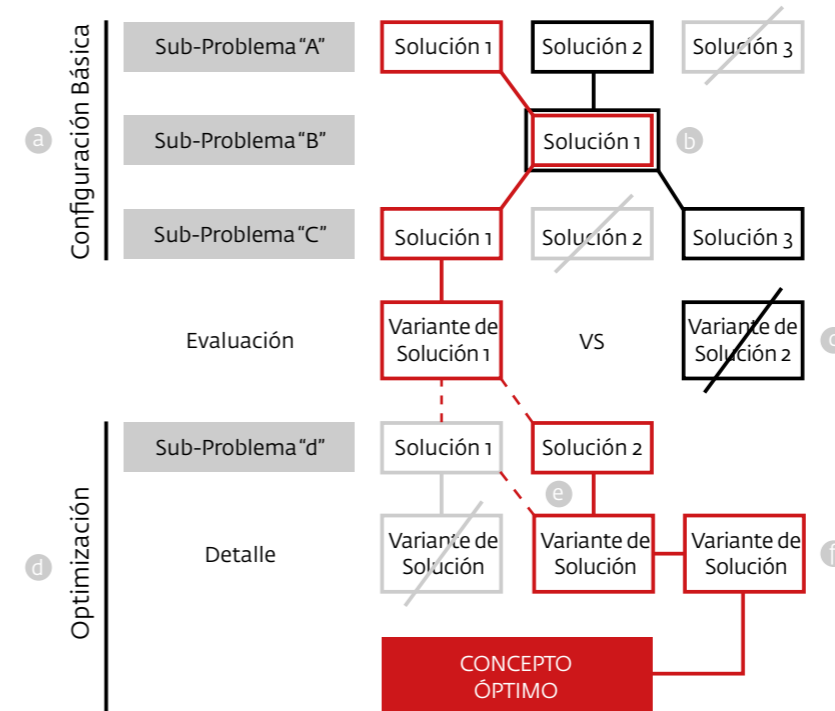 Configuración Básica
a
Sub-Problema "A"
Solución 1
Solución 2
Solución 3
Sub-Problema "B"
Solución 1
b
Sub-Problema "C"
Solución 1
Solución 2
Solución 3
Evaluación
Variante de
Solución 1
VS
Variante de
Solución 2
Optimización
d
Sub-Problema "d"
Solución 1
Solución 2
e
Detalle
Variante de
Solución
Variante de
Solución
Variante de
Solución
f
CONCEPTO
ÓPTIMO